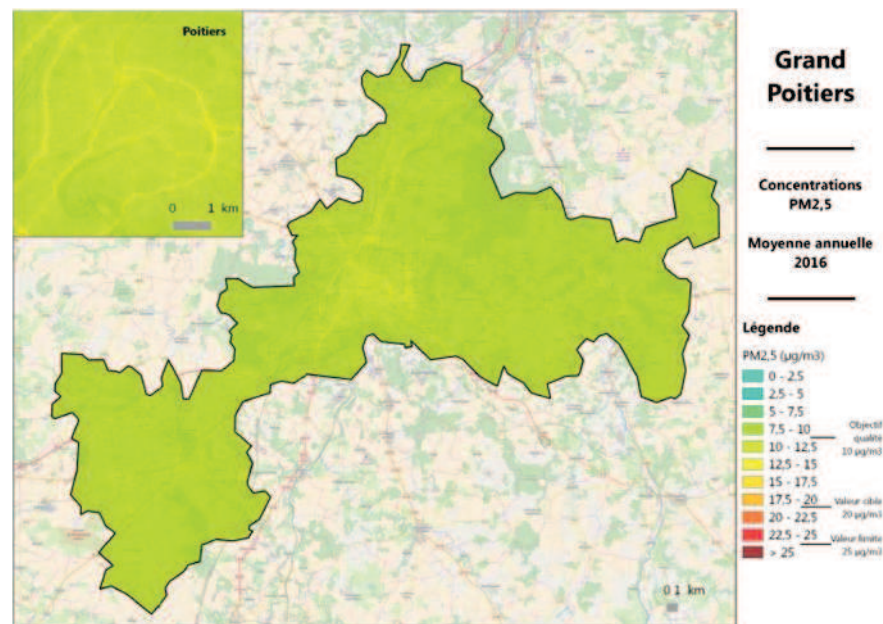 Poitiers
0 1 km
0 1 km
Grand
Poitiers
Concentrations
PM2,5
Moyenne annuelle
2016
Légende
PM2,5 (µg/m3)
0 - 2,5
2,5 - 5
5 - 7,5
7,5 - 10
10 - 12,5
12,5 - 15
15 - 17,5
17,5 - 20
20 - 22,5
22,5 - 25
> 25
Objectif
qualité
10 µg/m3
Valeur cible
20 µg/m3
Valeur limite
25 µg/m3